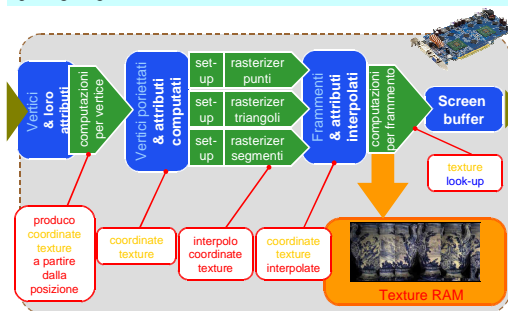 Vertici
& loro
attributi
computazioni
per vertice
Vertici poriettati
& attributi
computati
set-
up
rasterizer
punti
set-
up
rasterizer
triangoli
set-
up
rasterizer
segmenti
Frammenti
& attributi
interpolati
computazioni
per frammento
Screen
buffer
texture
look-up
produco
coordinate
texture
a partire
dalla
posizione
coordinate
texture
interpolo
coordinate
texture
coordinate
texture
interpolate
Texture RAM